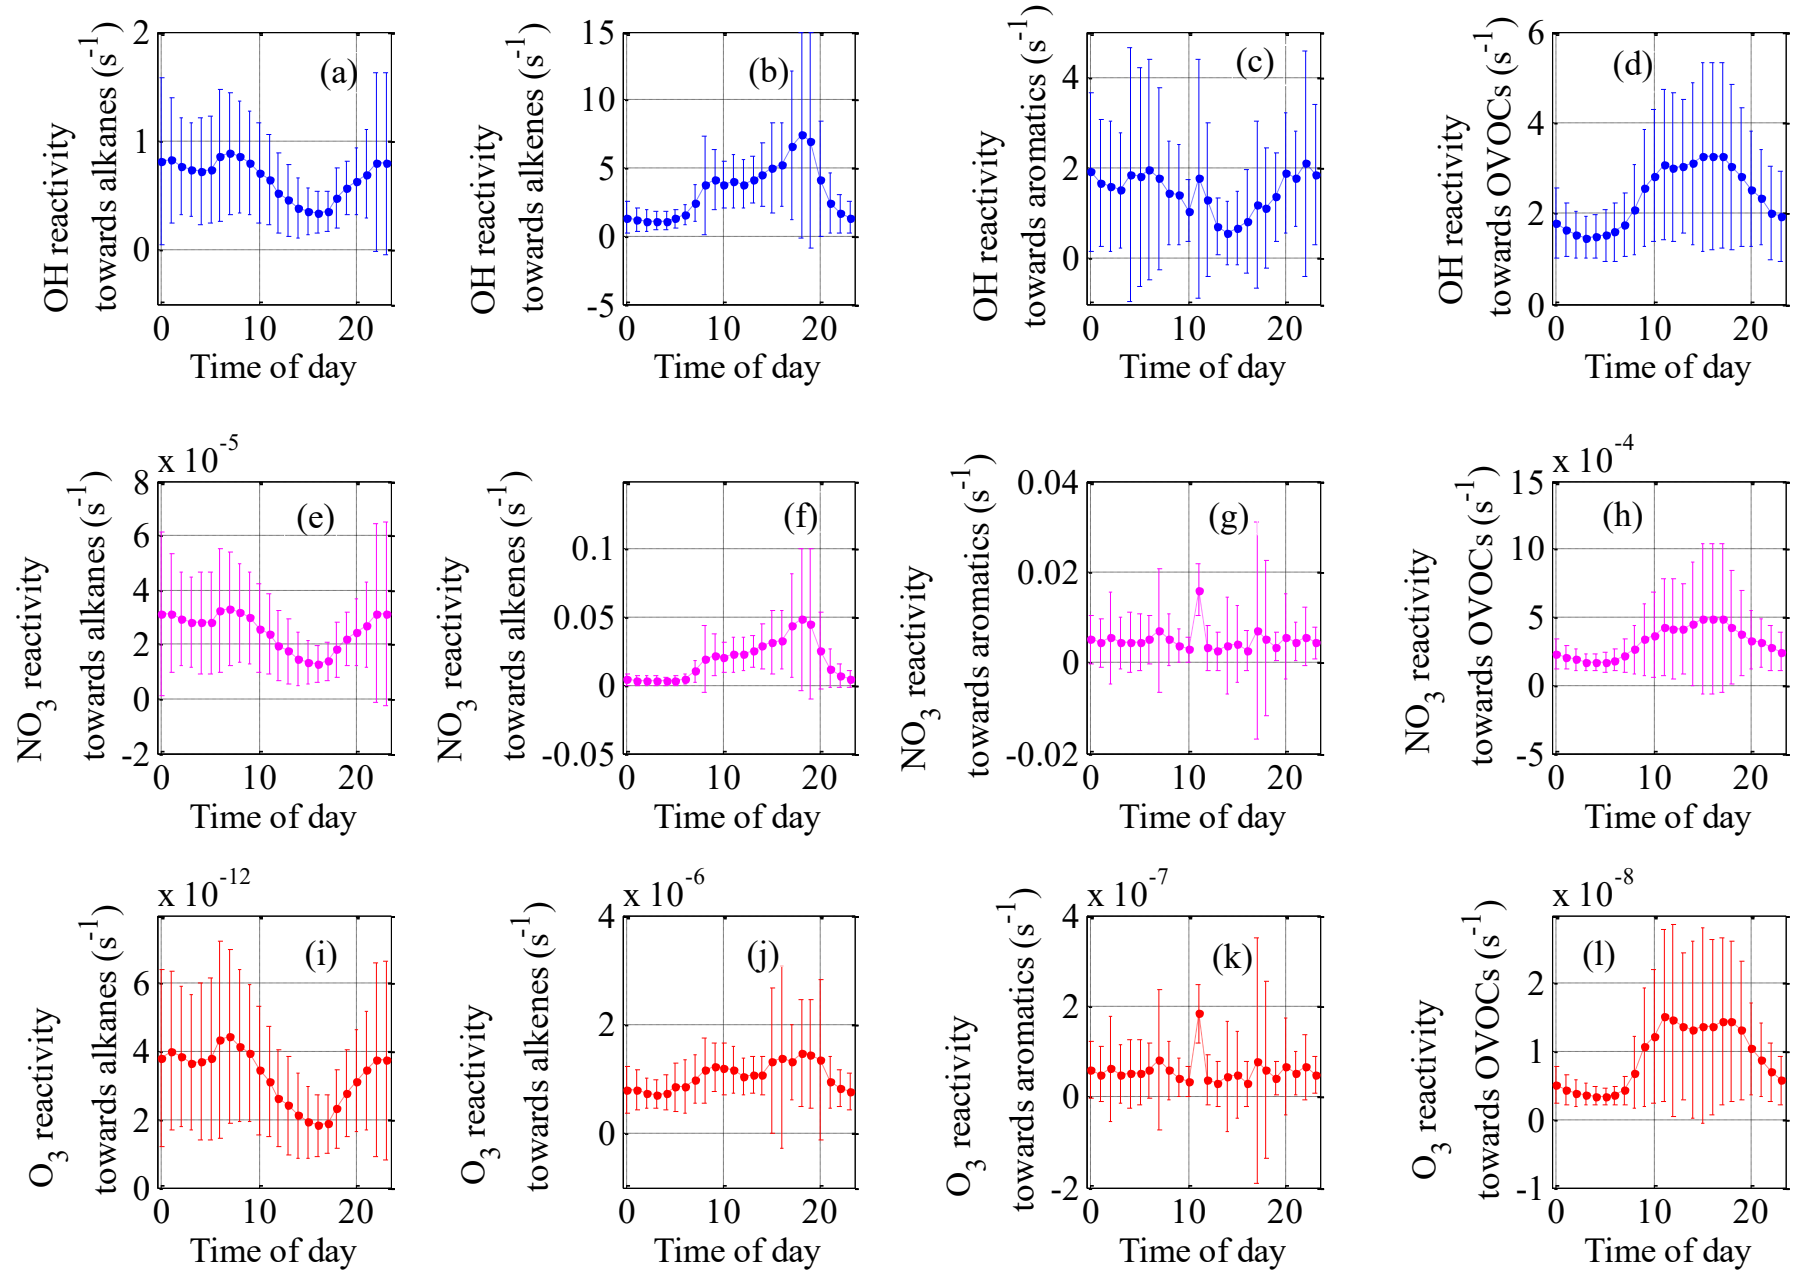 OH reactivity
towards alkanes (s⁻¹)
2
1
0
(a)
0 10 20
Time of day
OH reactivity
towards alkenes (s⁻¹)
15
10
5
0
-5
(b)
0 10 20
Time of day
OH reactivity
towards aromatics (s⁻¹)
4
2
0
(c)
0 10 20
Time of day
OH reactivity
towards OVOCs (s⁻¹)
6
4
2
0
(d)
0 10 20
Time of day
NO₃ reactivity
towards alkanes (s⁻¹)
x 10⁻⁵
8
6
4
2
0
-2
(e)
0 10 20
Time of day
NO₃ reactivity
towards alkenes (s⁻¹)
0.1
0.05
0
-0.05
(f)
0 10 20
Time of day
NO₃ reactivity
towards aromatics (s⁻¹)
0.04
0.02
0
-0.02
(g)
0 10 20
Time of day
NO₃ reactivity
towards OVOCs (s⁻¹)
x 10⁻⁴
15
10
5
0
-5
(h)
0 10 20
Time of day
O₃ reactivity
towards alkanes (s⁻¹)
x 10⁻¹²
6
4
2
0
(i)
0 10 20
Time of day
O₃ reactivity
towards alkenes (s⁻¹)
x 10⁻⁶
4
2
0
(j)
0 10 20
Time of day
O₃ reactivity
towards aromatics (s⁻¹)
x 10⁻⁷
4
2
0
-2
(k)
0 10 20
Time of day
O₃ reactivity
towards OVOCs (s⁻¹)
x 10⁻⁸
2
1
0
-1
(l)
0 10 20
Time of day